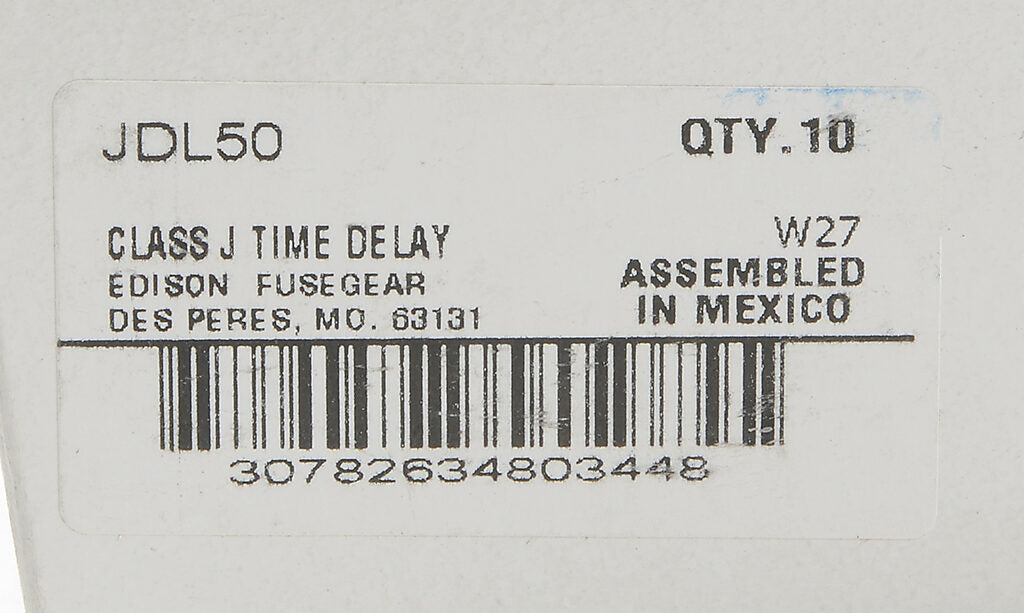 JDL50 QTY.10
CLASS J TIME DELAY W27
EDISON FUSEGEAR ASSEMBLED
DES PERES, MO. 63131 IN MEXICO
30782634803448